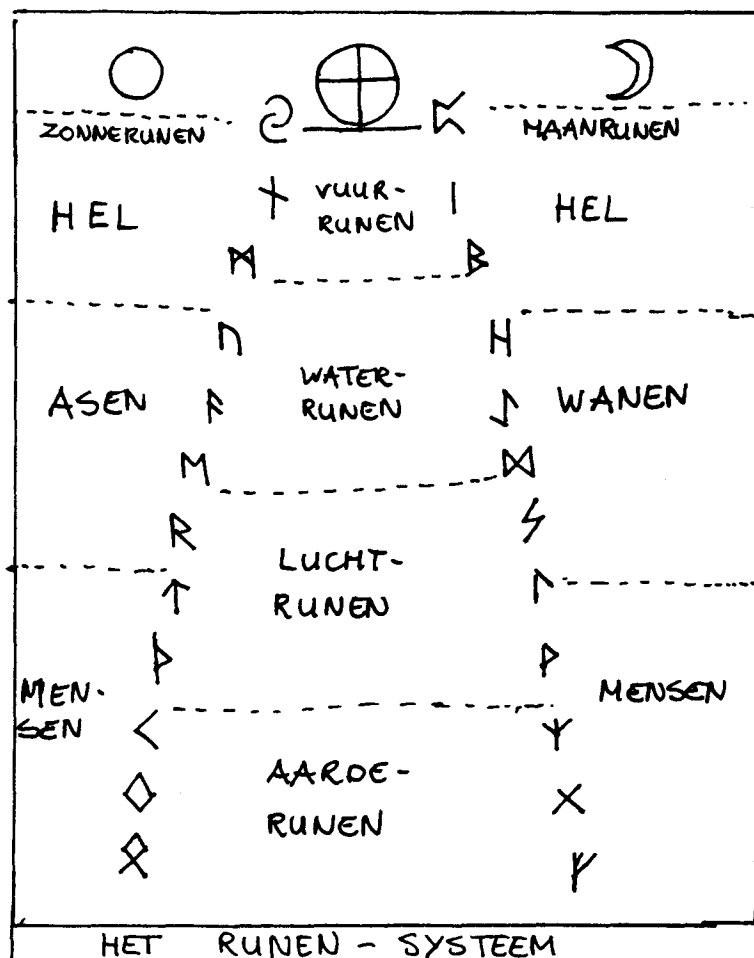 ZONNERUNEN
MAANRUNEN
ᛃ
ᛈ
ᚾ
VUUR-
RUNEN
ᛁ
HEL
HEL
ᛗ
ᛒ
ᚢ
WATER-
RUNEN
ᚺ
ASEN
ᚨ
ᛇ
WANEN
ᛖ
ᛞ
ᚱ
LUCHT-
RUNEN
ᛋ
ᛏ
ᛚ
ᚦ
ᚹ
MEN-
SEN
MENSEN
ᚲ
AARDE-
RUNEN
ᛉ
ᛜ
ᚷ
ᛟ
ᚠ
HET RUNEN - SYSTEEM